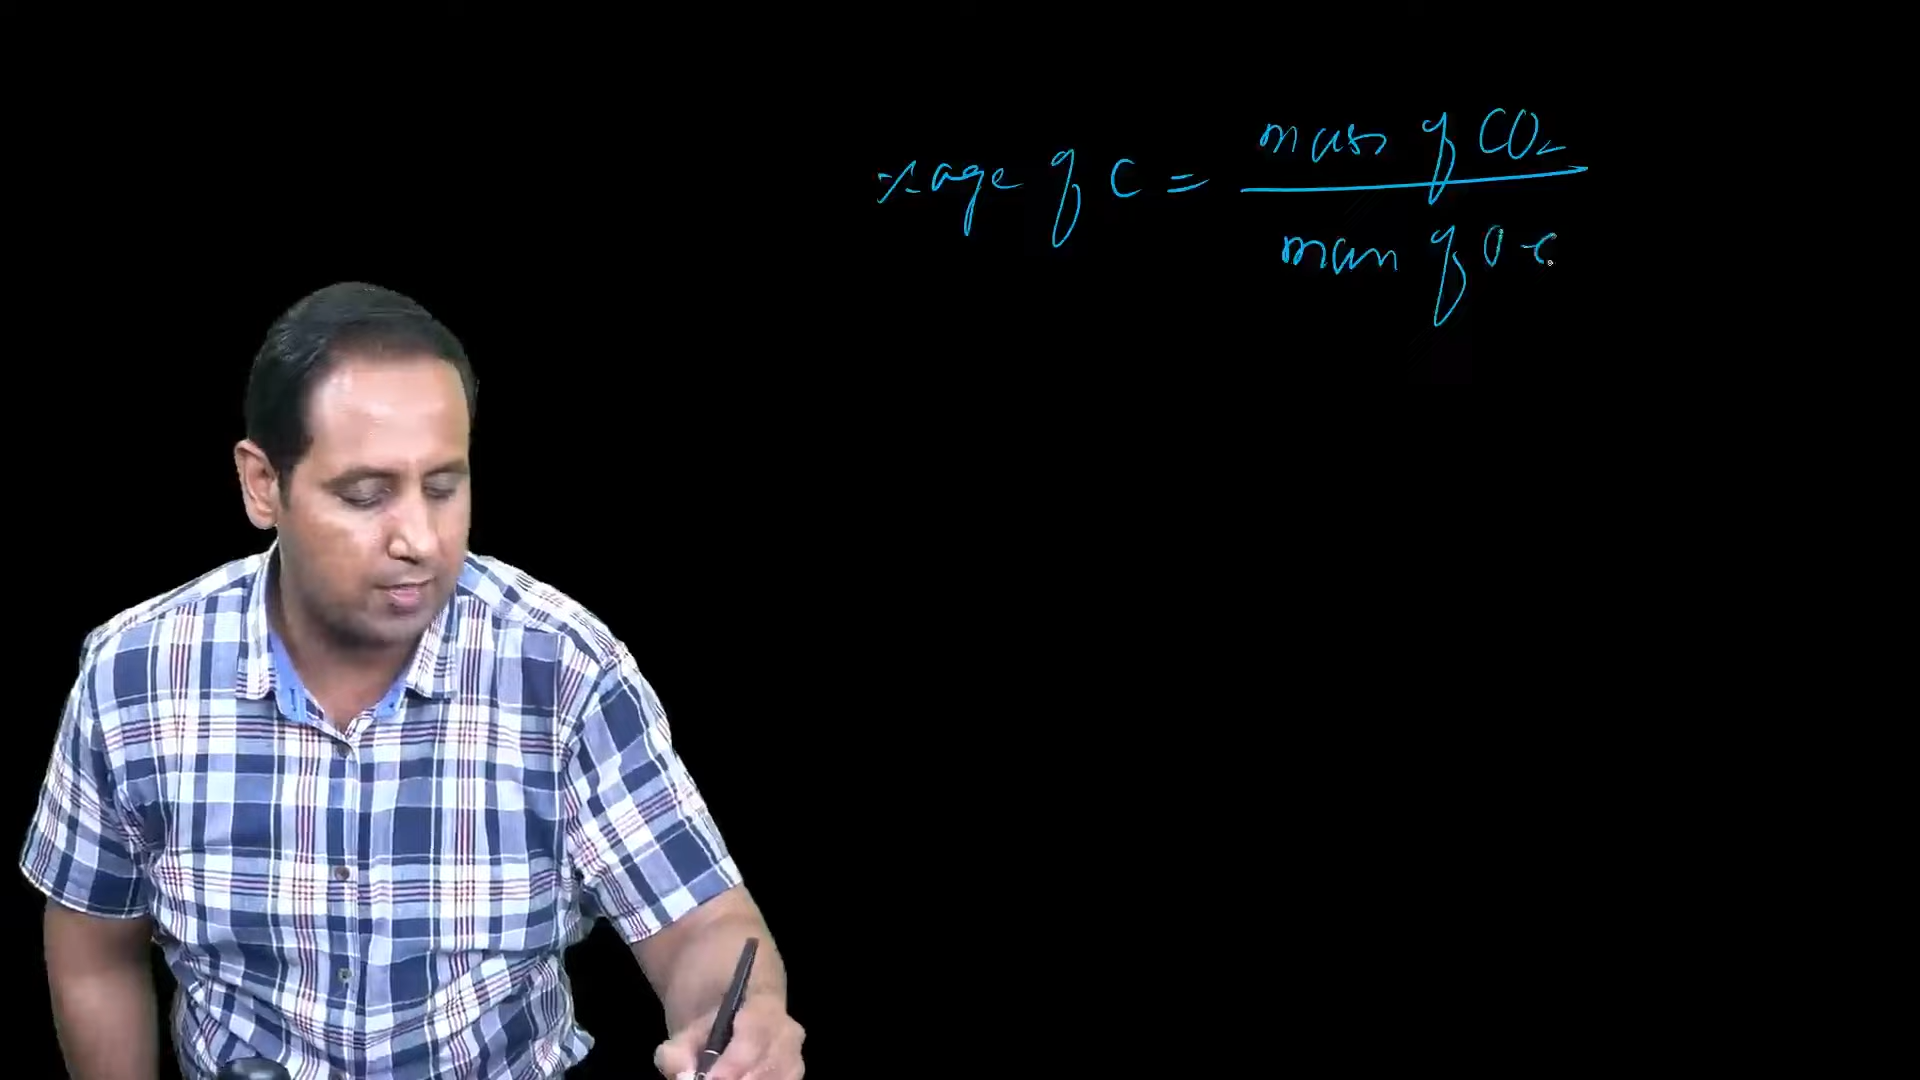 %age of C = mass of CO₂
mass of O-C